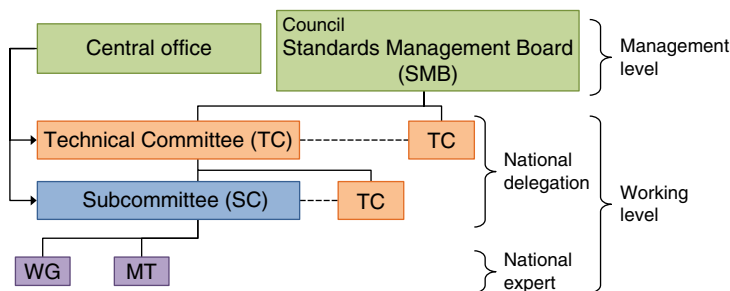 Council
Central office
Standards Management Board
(SMB)
Management
level
Technical Committee (TC)
TC
National
delegation
Subcommittee (SC)
TC
Working
level
WG
MT
National
expert